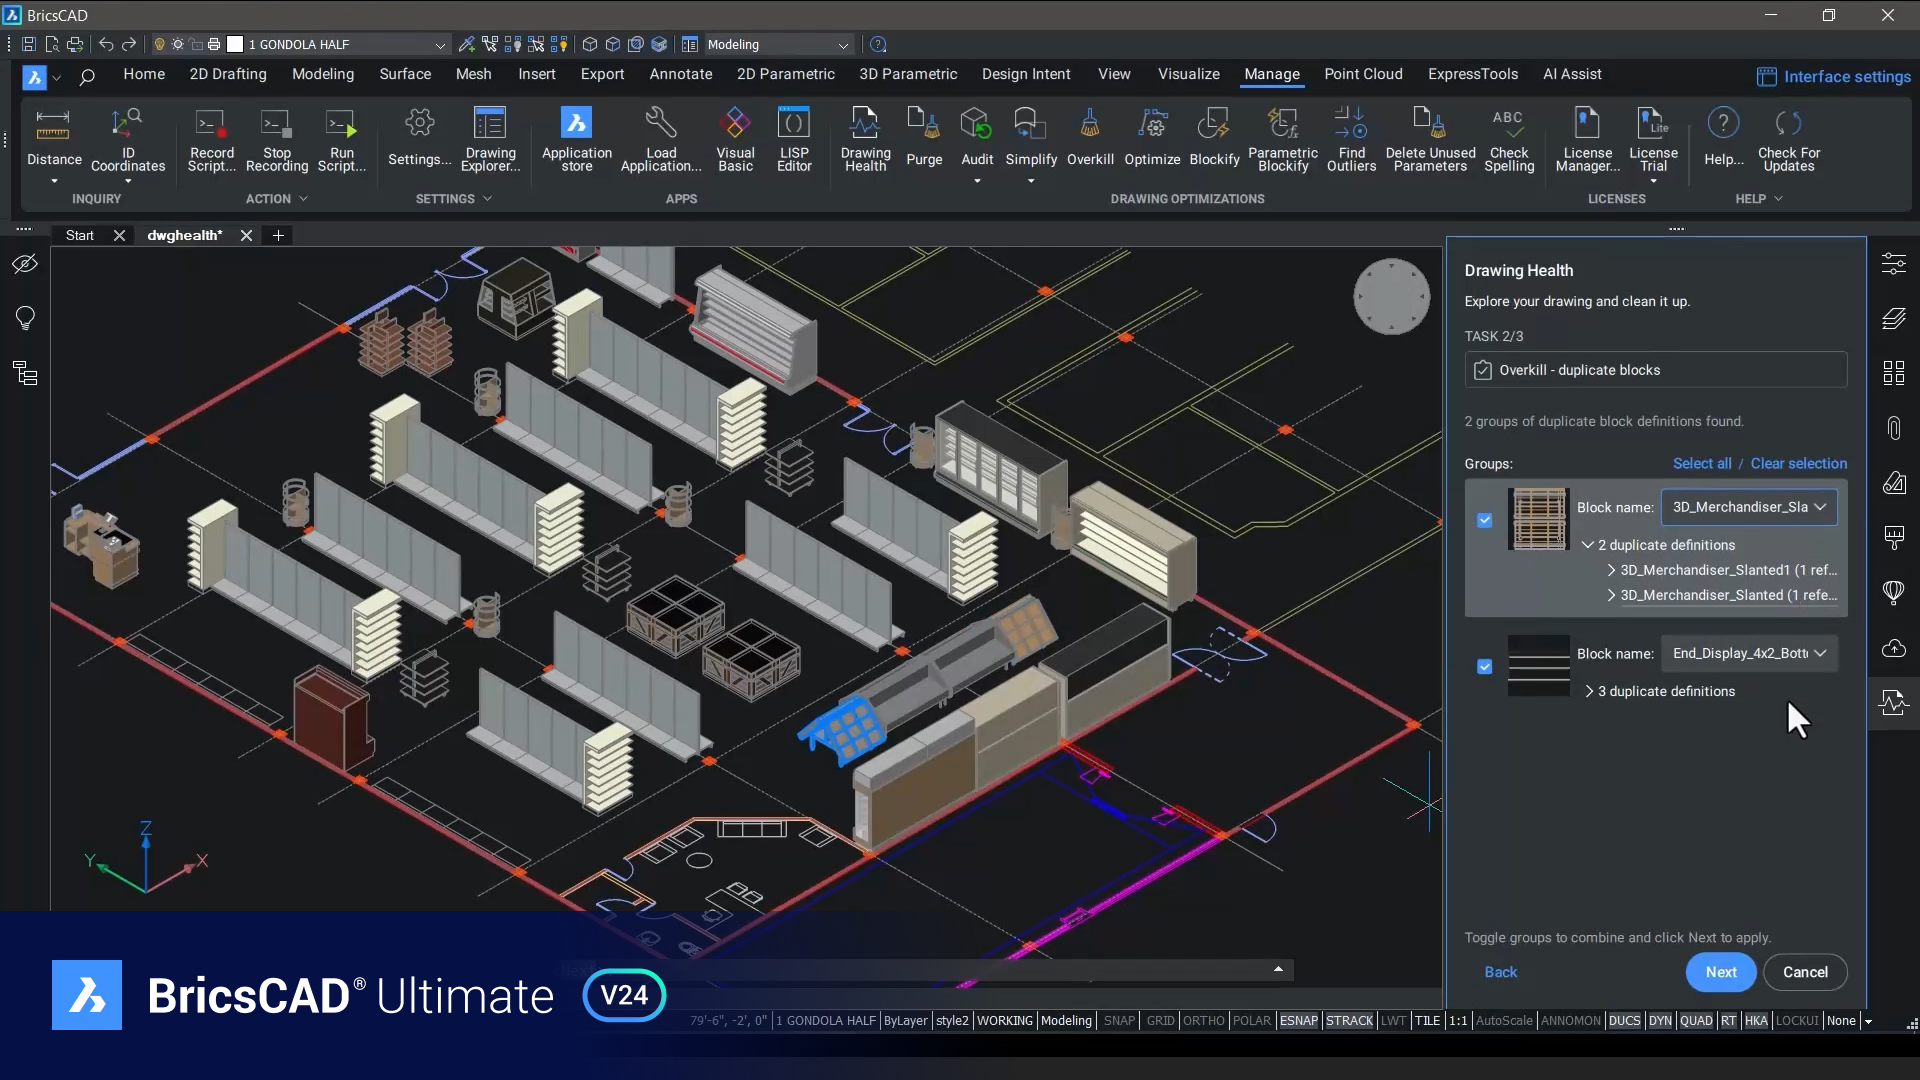 BricsCAD
1 GONDOLA HALF
Modeling
Home 2D Drafting Modeling Surface Mesh Insert Export Annotate 2D Parametric 3D Parametric Design Intent View Visualize Manage Point Cloud ExpressTools AI Assist Interface settings
Distance
ID Coordinates
Record Script...
Stop Recording
Run Script...
Settings...
Drawing Explorer...
Application store
Load Application...
Visual Basic
LISP Editor
Drawing Health
Purge
Audit
Simplify
Overkill
Optimize
Blockify
Parametric Blockify
Find Outliers
Delete Unused Parameters
ABC
Check Spelling
License Manager...
Lite
License Trial
Help...
Check For Updates
INQUIRY ACTION SETTINGS APPS DRAWING OPTIMIZATIONS LICENSES HELP
Start
dwghealth*
Drawing Health
Explore your drawing and clean it up.
TASK 2/3
Overkill - duplicate blocks
2 groups of duplicate block definitions found.
Groups: Select all / Clear selection
Block name: 3D_Merchandiser_Sla
2 duplicate definitions
3D_Merchandiser_Slanted1 (1 ref...
3D_Merchandiser_Slanted (1 refe...
Block name: End_Display_4x2_Bott
3 duplicate definitions
Z
Y
X
Toggle groups to combine and click Next to apply.
Back Next Cancel
BricsCAD® Ultimate V24
79'-6", -2', 0" 1 GONDOLA HALF ByLayer style2 WORKING Modeling SNAP GRID ORTHO POLAR ESNAP STRACK LWT TILE 1:1 AutoScale ANNOMON DUCS DYN QUAD RT HKA LOCKUI None